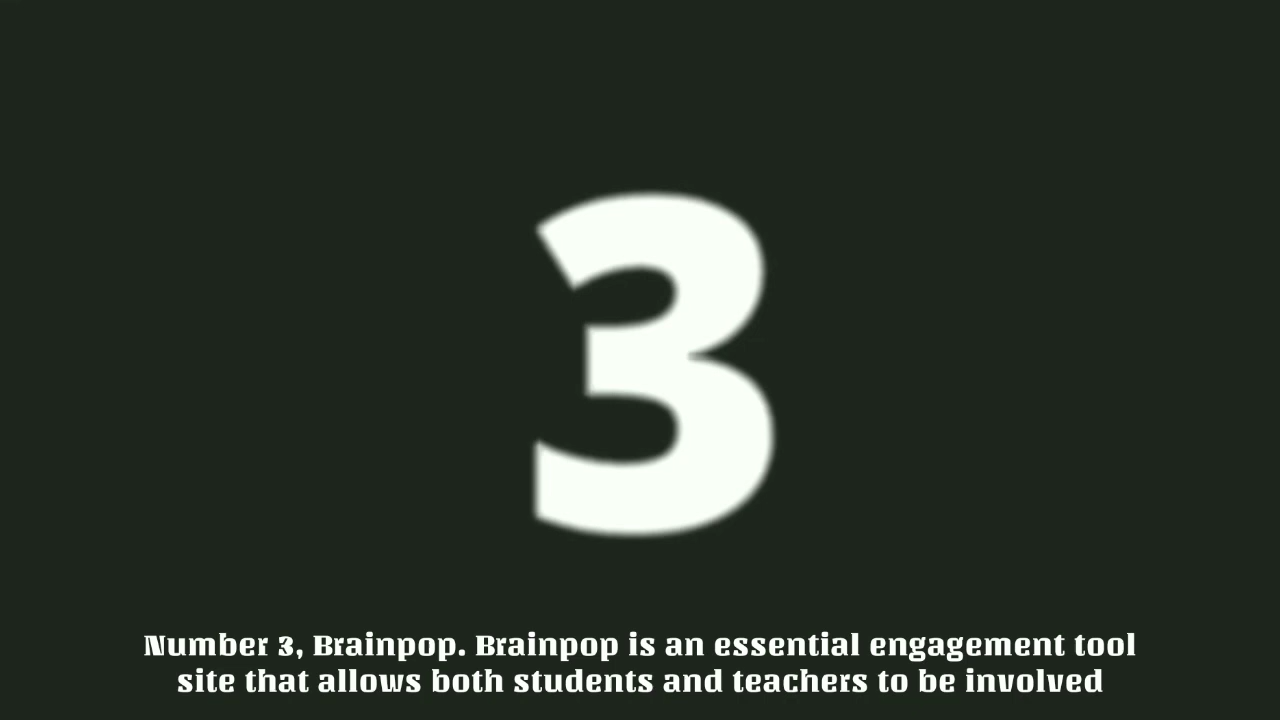 3
Number 3, Brainpop. Brainpop is an essential engagement tool
site that allows both students and teachers to be involved